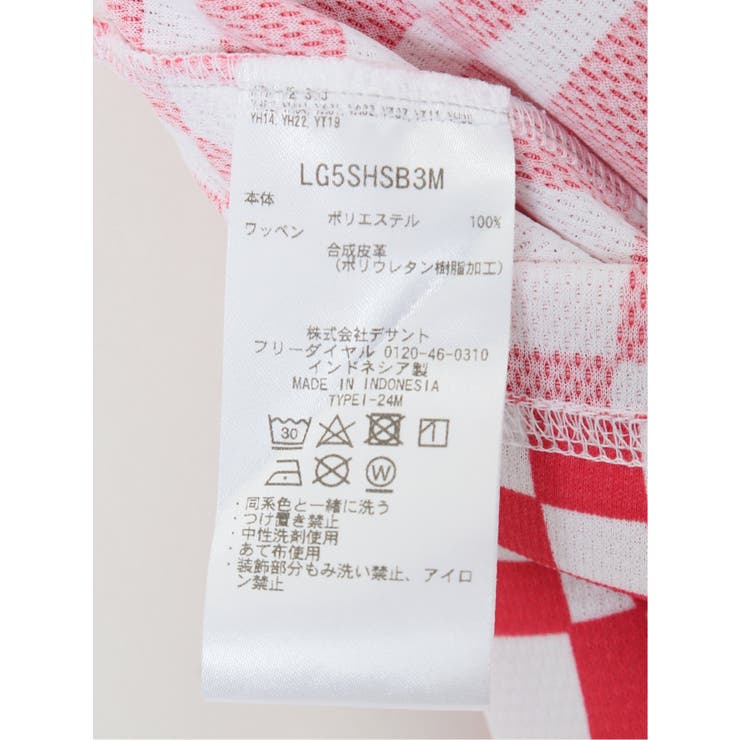 YH14,YH22,YT19
LG5SHSB3M
本体
ポリエステル 100%
ワッペン
合成皮革
(ポリウレタン樹脂加工)
株式会社デサント
フリーダイヤル 0120-46-0310
インドネシア製
MADE IN INDONESIA
TYPEI-24M
30
W
・同系色と一緒に洗う
・つけ置き禁止
・中性洗剤使用
・あて布使用
・装飾部分もみ洗い禁止、アイロ
ン禁止